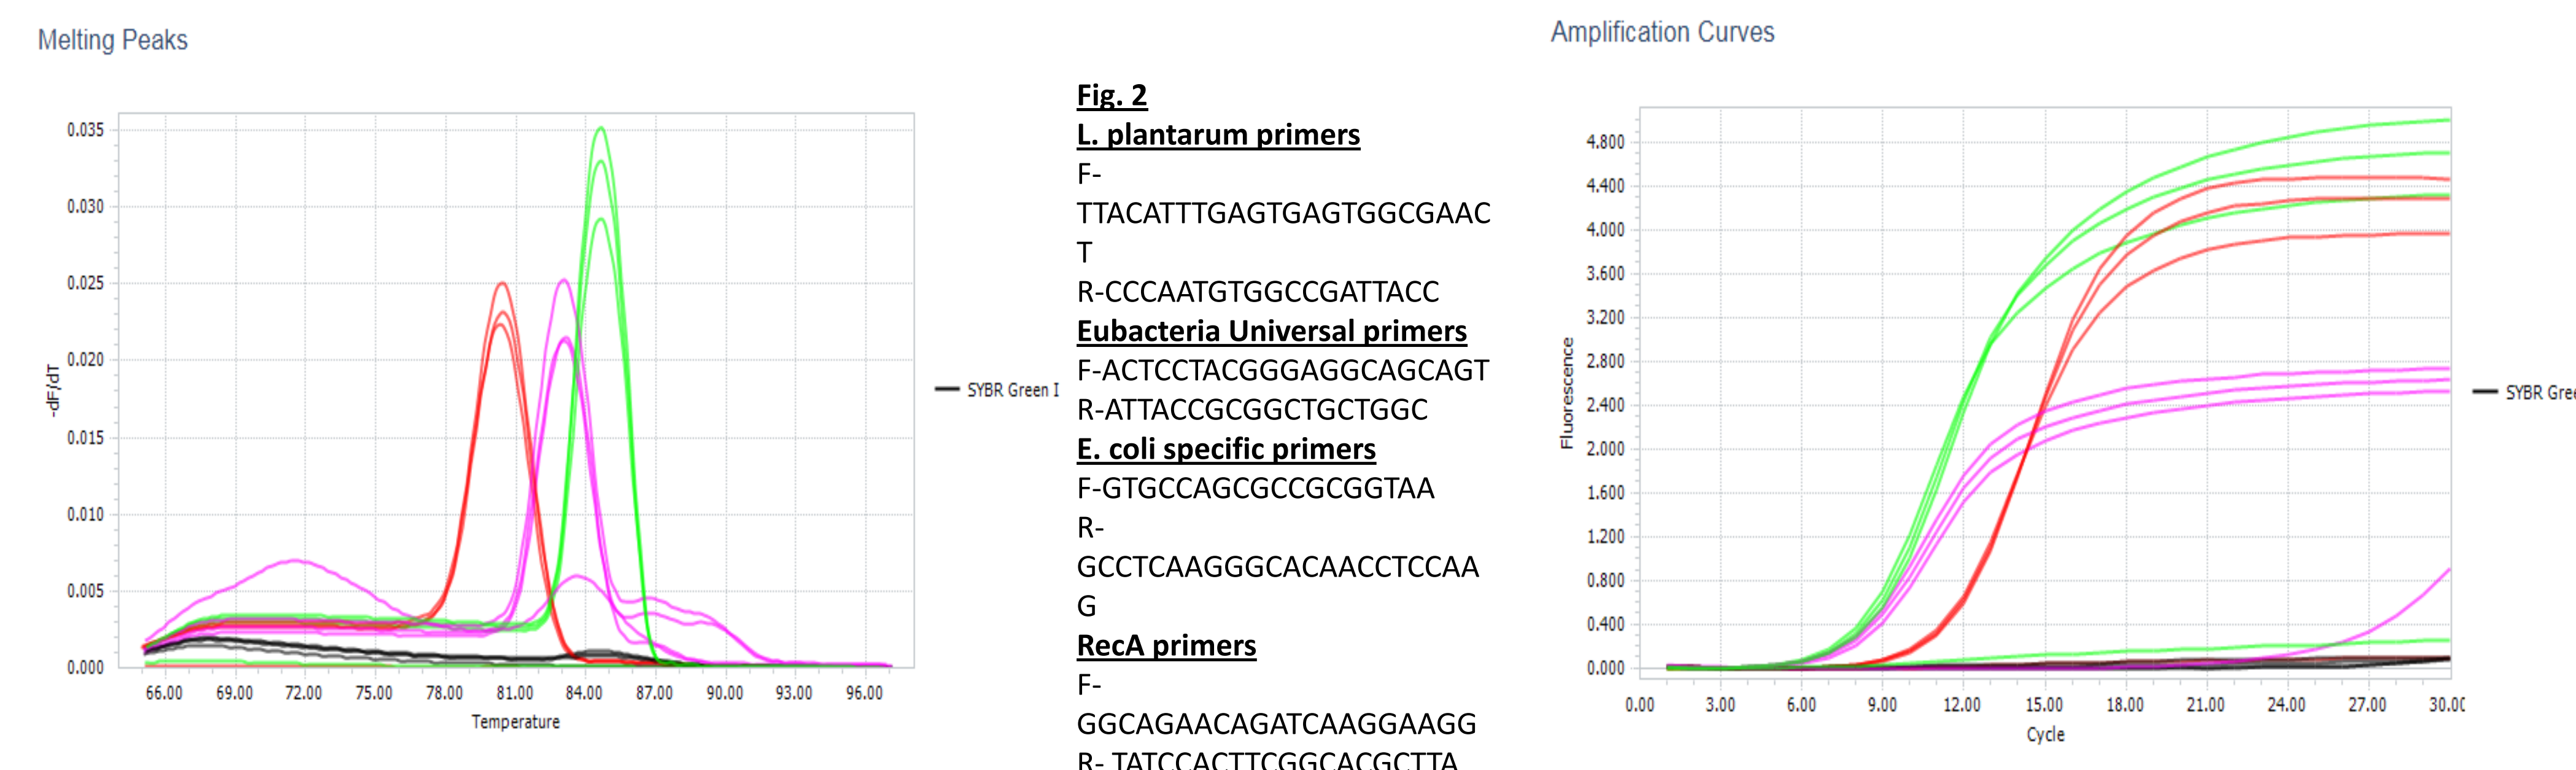 Melting Peaks
0.035
0.030
0.025
0.020
0.015
0.010
0.005
0.000
-dF/dT
66.00 69.00 72.00 75.00 78.00 81.00 84.00 87.00 90.00 93.00 96.00
Temperature
SYBR Green I
Fig. 2
L. plantarum primers
F-
TTACATTTGAGTGAGTGGCGAAC
T
R-CCCAATGTGGCCGATTACC
Eubacteria Universal primers
F-ACTCCTACGGGAGGCAGCAGT
R-ATTACCGCGGCTGCTGGC
E. coli specific primers
F-GTGCCAGCGCCGCGGTAA
R-
GCCTCAAGGGCACAACCTCCAA
G
RecA primers
F-
GGCAGAACAGATCAAGGAAGG
R- TATCCACTTCGGCACGCTTA
Amplification Curves
4.800
4.400
4.000
3.600
3.200
2.800
2.400
2.000
1.600
1.200
0.800
0.400
0.000
Fluorescence
0.00 3.00 6.00 9.00 12.00 15.00 18.00 21.00 24.00 27.00 30.00
Cycle
SYBR Gree